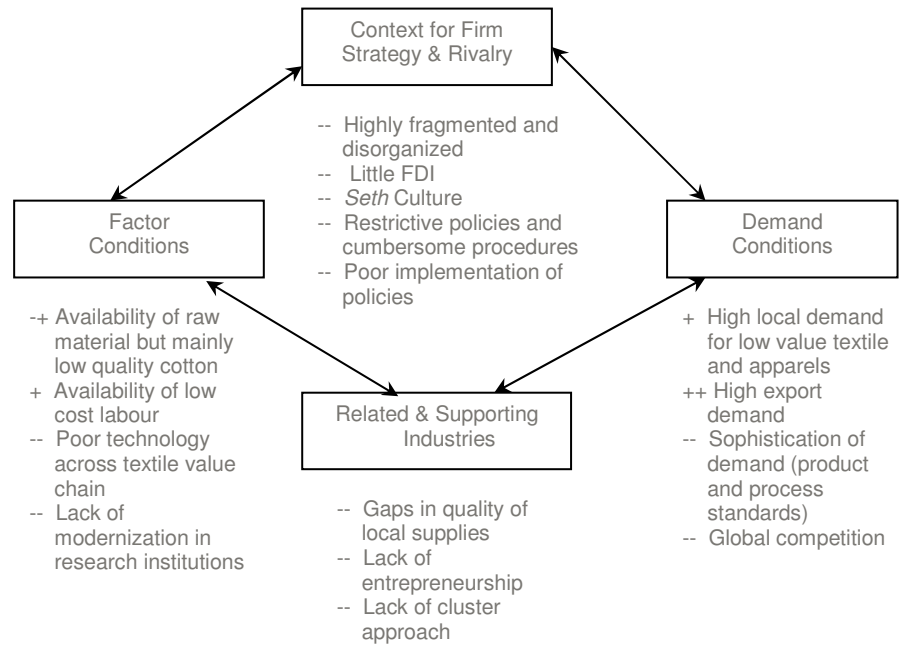 Context for Firm
Strategy & Rivalry
-- Highly fragmented and
disorganized
-- Little FDI
-- Seth Culture
-- Restrictive policies and
cumbersome procedures
-- Poor implementation of
policies
Factor
Conditions
-+ Availability of raw
material but mainly
low quality cotton
+ Availability of low
cost labour
-- Poor technology
across textile value
chain
-- Lack of
modernization in
research institutions
Demand
Conditions
+ High local demand
for low value textile
and apparels
++ High export
demand
-- Sophistication of
demand (product
and process
standards)
-- Global competition
Related & Supporting
Industries
-- Gaps in quality of
local supplies
-- Lack of
entrepreneurship
-- Lack of cluster
approach